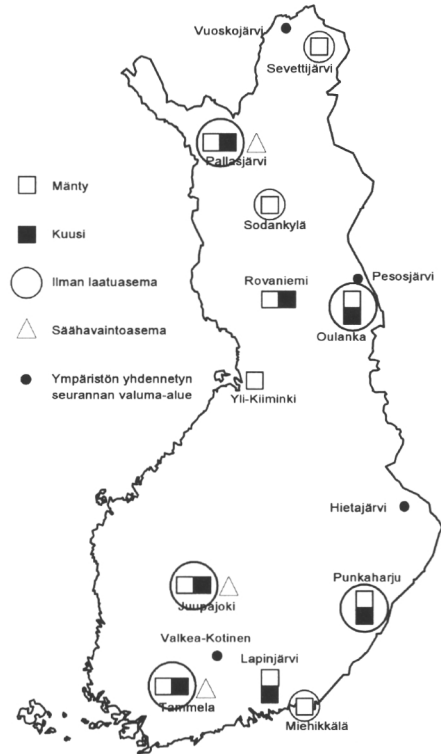 Vuoskojärvi
Sevettijärvi
Pallasjärvi
Mänty
Sodankylä
Kuusi
Ilman laatuasema
Rovaniemi
Pesosjärvi
Säähavaintoasema
Oulanka
Ympäristön yhdennetyn
seurannan valuma-alue
Yli-Kiiminki
Hietajärvi
Punkaharju
Juupajoki
Valkea-Kotinen
Lapinjärvi
Tammela
Miehikkälä